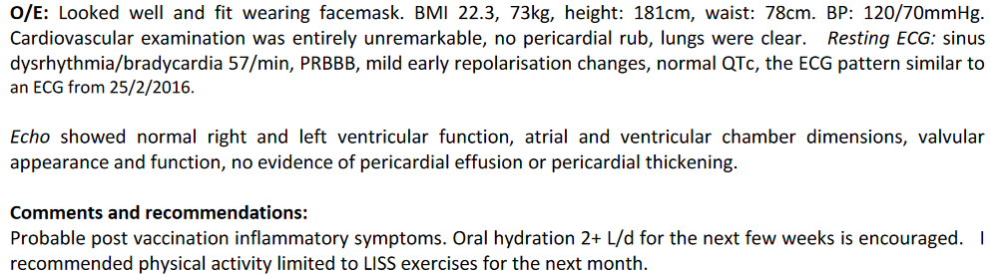 O/E: Looked well and fit wearing facemask. BMI 22.3, 73kg, height: 181cm, waist: 78cm. BP: 120/70mmHg.
Cardiovascular examination was entirely unremarkable, no pericardial rub, lungs were clear. Resting ECG: sinus
dysrhythmia/bradycardia 57/min, PRBBB, mild early repolarisation changes, normal QTc, the ECG pattern similar to
an ECG from 25/2/2016.
Echo showed normal right and left ventricular function, atrial and ventricular chamber dimensions, valvular
appearance and function, no evidence of pericardial effusion or pericardial thickening.
Comments and recommendations:
Probable post vaccination inflammatory symptoms. Oral hydration 2+ L/d for the next few weeks is encouraged. I
recommended physical activity limited to LISS exercises for the next month.